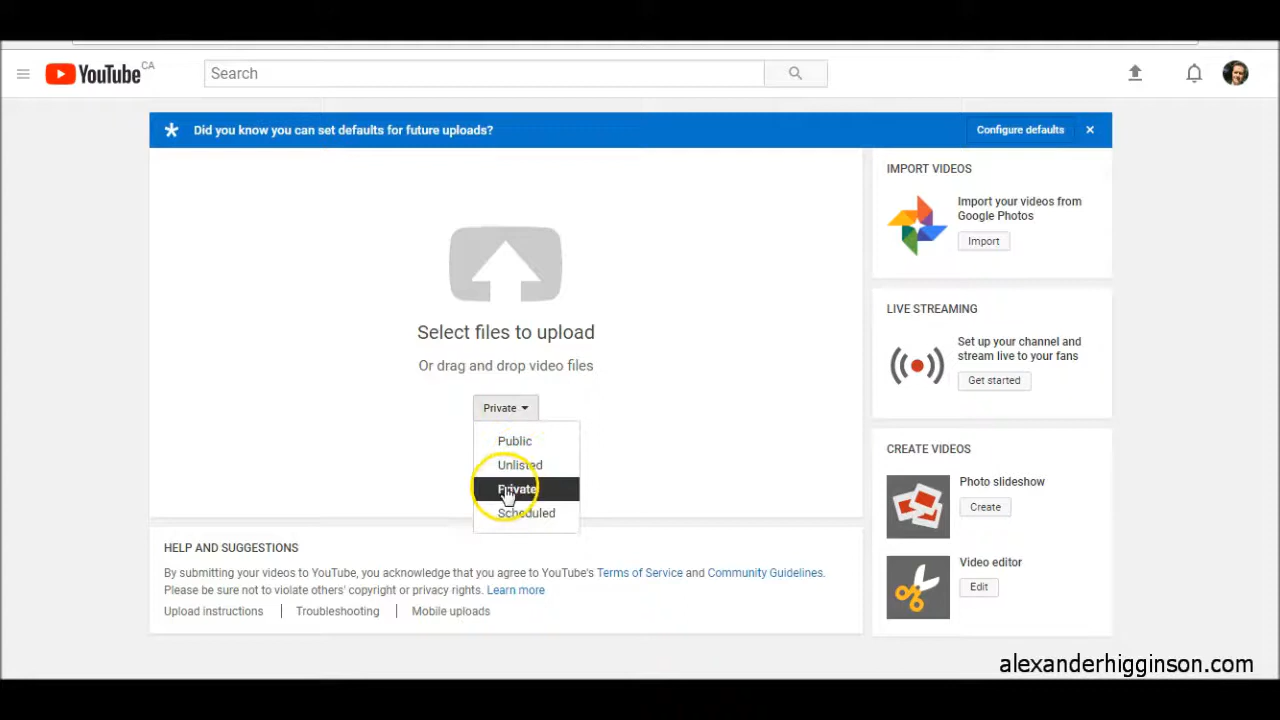 YouTube CA
Search
Did you know you can set defaults for future uploads?
Configure defaults
Select files to upload
Or drag and drop video files
Private
Public
Unlisted
Private
Scheduled
HELP AND SUGGESTIONS
By submitting your videos to YouTube, you acknowledge that you agree to YouTube's Terms of Service and Community Guidelines.
Please be sure not to violate others' copyright or privacy rights. Learn more
Upload instructions | Troubleshooting | Mobile uploads
IMPORT VIDEOS
Import your videos from
Google Photos
Import
LIVE STREAMING
Set up your channel and
stream live to your fans
Get started
CREATE VIDEOS
Photo slideshow
Create
Video editor
Edit
alexanderhigginson.com